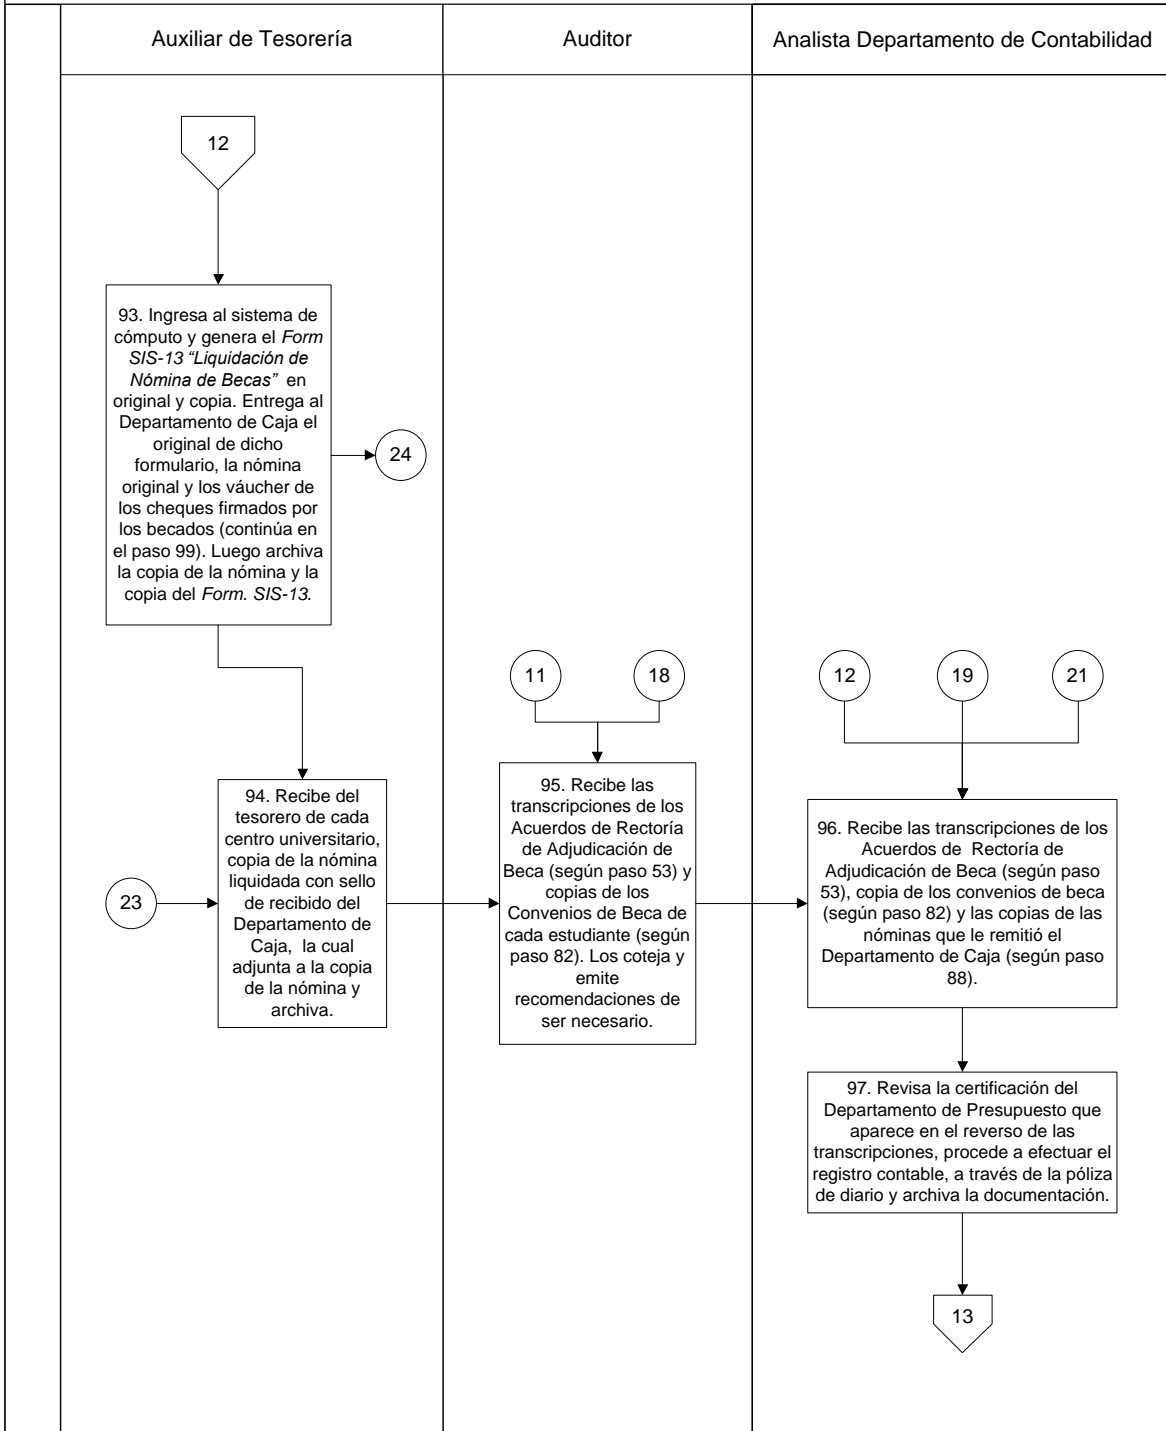 Auxiliar de Tesorería
Auditor
Analista Departamento de Contabilidad
12
93. Ingresa al sistema de
cómputo y genera el Form
SIS-13 “Liquidación de
Nómina de Becas” en
original y copia. Entrega al
Departamento de Caja el
original de dicho
formulario, la nómina
original y los váucher de
los cheques firmados por
los becados (continúa en
el paso 99). Luego archiva
la copia de la nómina y la
copia del Form. SIS-13.
24
23
94. Recibe del
tesorero de cada
centro universitario,
copia de la nómina
liquidada con sello
de recibido del
Departamento de
Caja, la cual
adjunta a la copia
de la nómina y
archiva.
11
18
95. Recibe las
transcripciones de los
Acuerdos de Rectoría
de Adjudicación de
Beca (según paso 53) y
copias de los
Convenios de Beca de
cada estudiante (según
paso 82). Los coteja y
emite
recomendaciones de
ser necesario.
12
19
21
96. Recibe las transcripciones de los
Acuerdos de Rectoría de
Adjudicación de Beca (según paso
53), copia de los convenios de beca
(según paso 82) y las copias de las
nóminas que le remitió el
Departamento de Caja (según paso
88).
97. Revisa la certificación del
Departamento de Presupuesto que
aparece en el reverso de las
transcripciones, procede a efectuar el
registro contable, a través de la póliza
de diario y archiva la documentación.
13